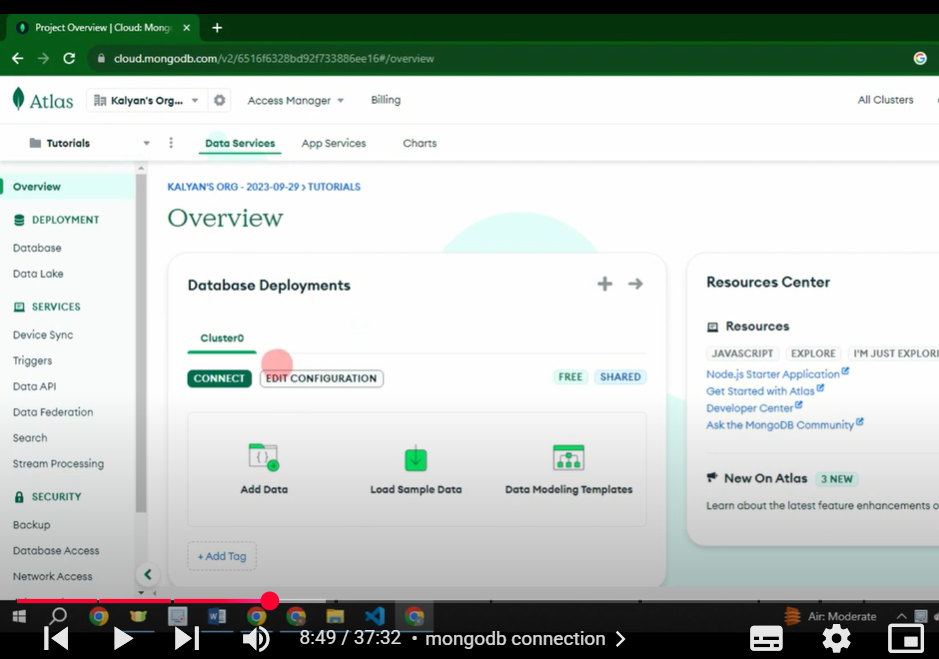 Project Overview | Cloud: Mong
cloud.mongodb.com/v2/6516f6328bd92f733886ee16#/overview
Atlas
Kalyan's Org...
Access Manager
Billing
All Clusters
Tutorials
Data Services
App Services
Charts
Overview
DEPLOYMENT
Database
Data Lake
SERVICES
Device Sync
Triggers
Data API
Data Federation
Search
Stream Processing
SECURITY
Backup
Database Access
Network Access
KALYAN'S ORG - 2023-09-29 > TUTORIALS
Overview
Database Deployments
Cluster0
CONNECT
EDIT CONFIGURATION
FREE
SHARED
Add Data
Load Sample Data
Data Modeling Templates
+ Add Tag
Resources Center
Resources
JAVASCRIPT
EXPLORE
I'M JUST EXPLORI
Node.js Starter Application
Get Started with Atlas
Developer Center
Ask the MongoDB Community
New On Atlas
3 NEW
Learn about the latest feature enhancements o
Air: Moderate
8:49 / 37:32 • mongodb connection